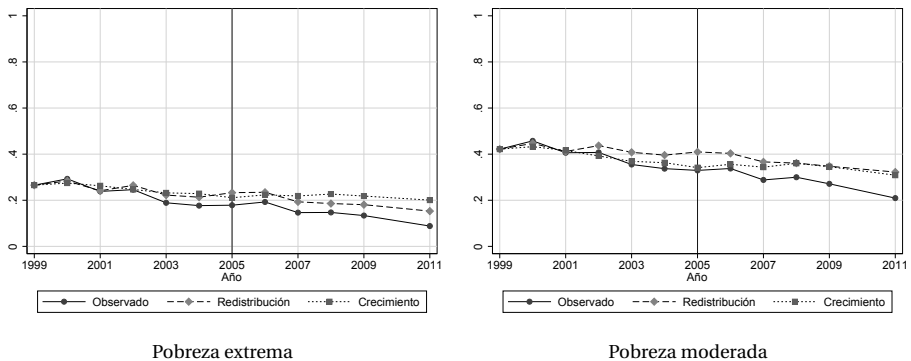 1
.8
.6
.4
.2
0
1999 2001 2003 2005 2007 2009 2011
Año
Observado Redistribución Crecimiento
Pobreza extrema
1
.8
.6
.4
.2
0
1999 2001 2003 2005 2007 2009 2011
Año
Observado Redistribución Crecimiento
Pobreza moderada